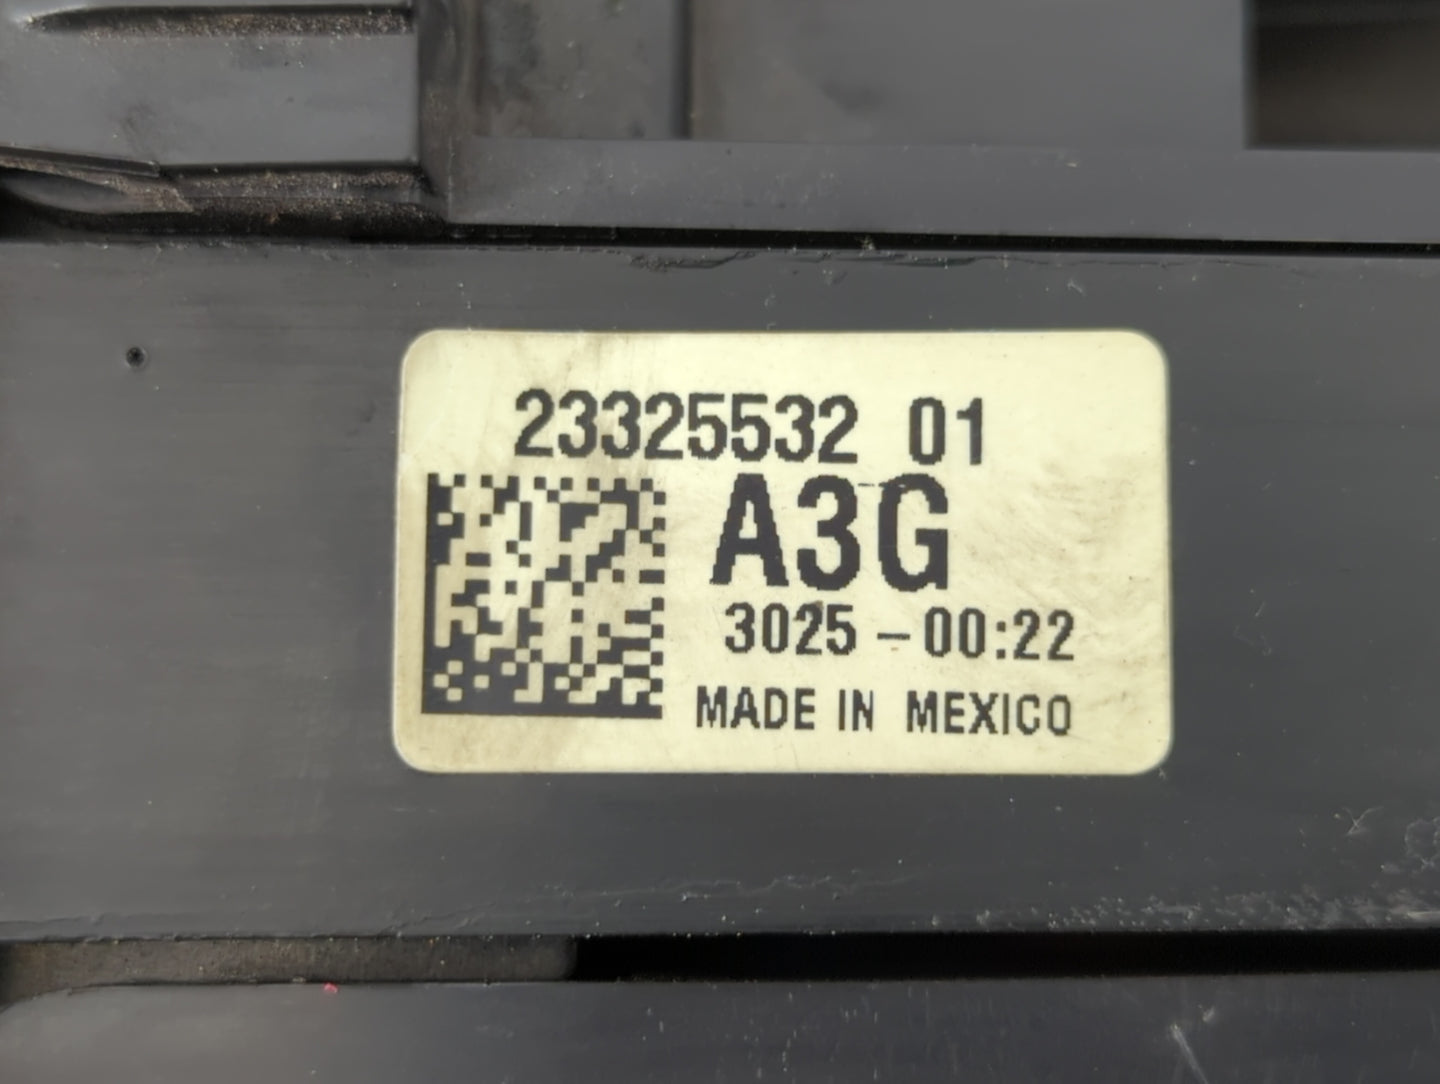 23325532 01
A3G
3025 - 00:22
MADE IN MEXICO